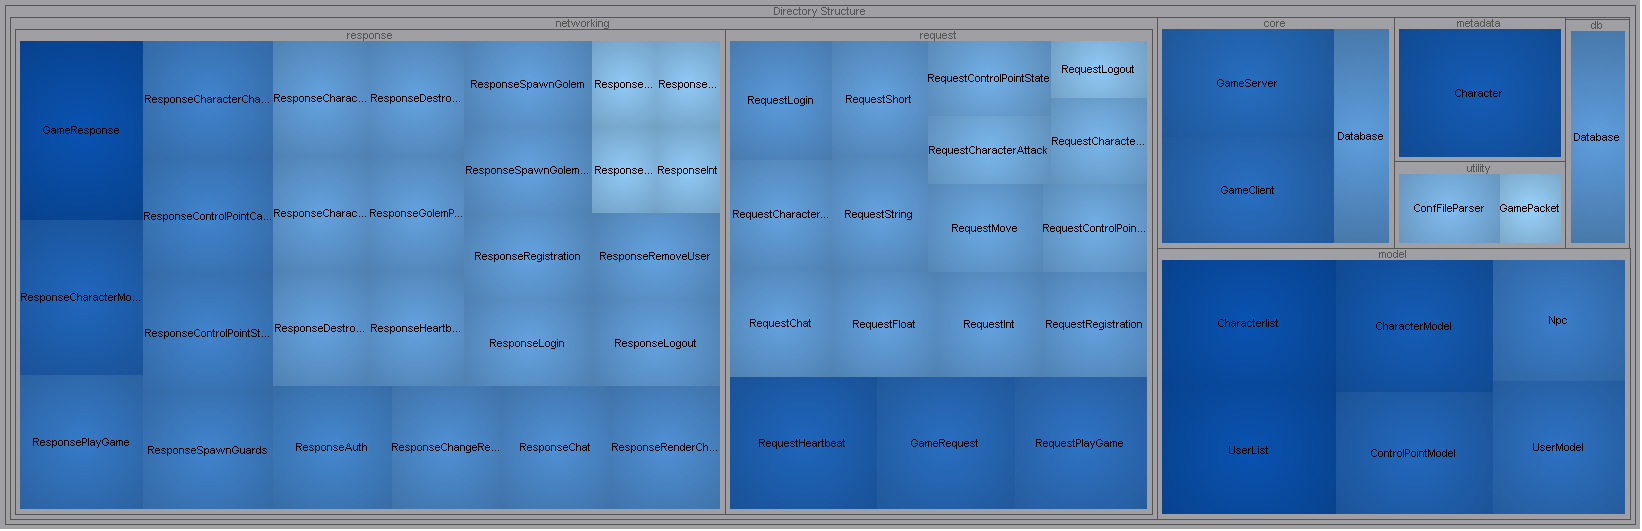 Directory Structure
networking
response
GameResponse
ResponseCharacterMo...
ResponsePlayGame
ResponseCharacterCha...
ResponseControlPointCa...
ResponseControlPointSt...
ResponseSpawnGuards
ResponseCharac...
ResponseDestro...
ResponseCharac...
ResponseGolemP...
ResponseDestro...
ResponseHeartb...
ResponseSpawnGolem
ResponseSpawnGolem...
Response...
Response...
Response...
ResponseInt
ResponseRegistration
ResponseRemoveUser
ResponseLogin
ResponseLogout
ResponseAuth
ResponseChangeRe...
ResponseChat
ResponseRenderCh...
request
RequestLogin
RequestShort
RequestControlPointState
RequestLogout
RequestCharacterAttack
RequestCharacte...
RequestCharacter...
RequestString
RequestMove
RequestControlPoin...
RequestChat
RequestFloat
RequestInt
RequestRegistration
RequestHeartbeat
GameRequest
RequestPlayGame
core
GameServer
GameClient
Database
metadata
Character
utility
ConfFileParser
GamePacket
db
Database
model
Characterlist
UserList
CharacterModel
ControlPointModel
Npc
UserModel